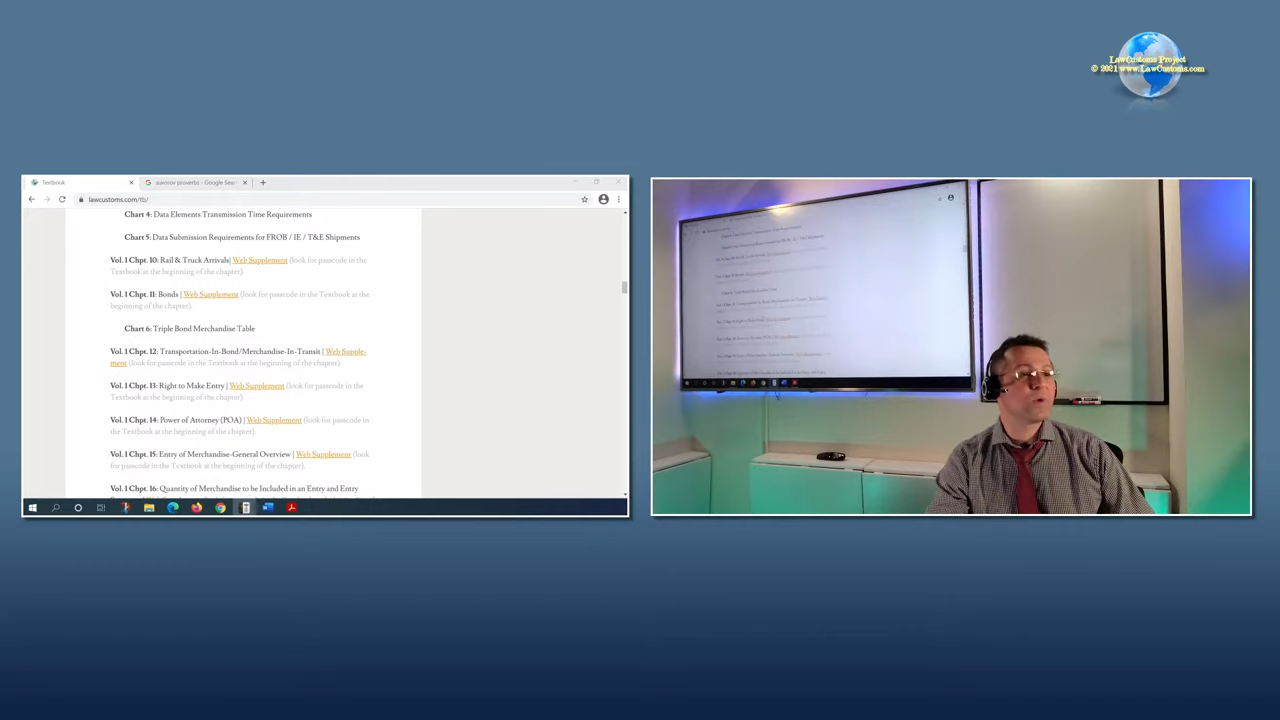 LawCustoms Project
© 2021 www.LawCustoms.com
Textbook
- Google Sea
lawcustoms.com/tb/
Chart 4: Data Elements Transmission Time Requirements
Chart 5: Data Submission Requirements for FROB / IE / T&E Shipments
Vol. 1 Chpt. 10: Rail & Truck Arrivals| Web Supplement (look for passcode in the
Textbook at the beginning of the chapter).
Vol. 1 Chpt. 11: Bonds | Web Supplement (look for passcode in the Textbook at the
beginning of the chapter).
Chart 6: Triple Bond Merchandise Table
Vol. 1 Chpt. 12: Transportation-In-Bond/Merchandise-In-Transit | Web Supple-
ment (look for passcode in the Textbook at the beginning of the chapter).
Vol. 1 Chpt. 13: Right to Make Entry | Web Supplement (look for passcode in the
Textbook at the beginning of the chapter).
Vol. 1 Chpt. 14: Power of Attorney (POA) | Web Supplement (look for passcode in
the Textbook at the beginning of the chapter).
Vol. 1 Chpt. 15: Entry of Merchandise-General Overview | Web Supplement (look
for passcode in the Textbook at the beginning of the chapter).
Vol. 1 Chpt. 16: Quantity of Merchandise to be Included in an Entry and Entry